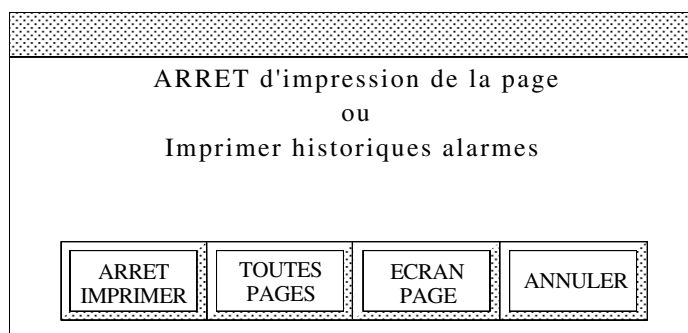 ARRET d'impression de la page
ou
Imprimer historiques alarmes
ARRET
IMPRIMER
TOUTES
PAGES
ECRAN
PAGE
ANNULER